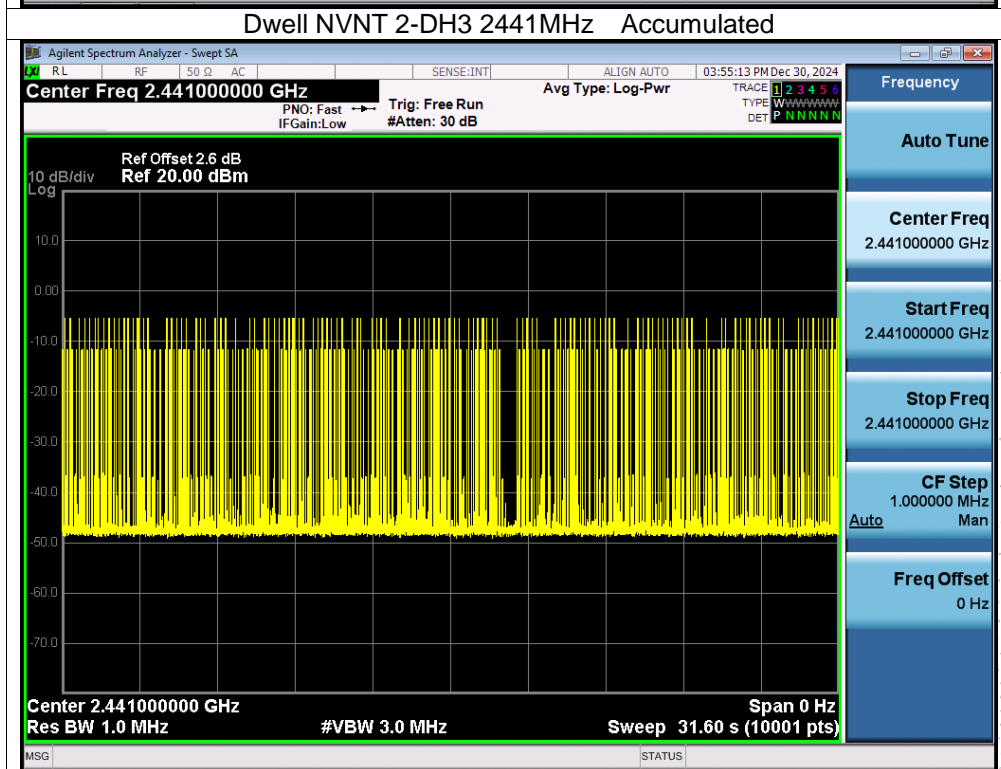 Dwell NVNT 2-DH3 2441MHz Accumulated
Agilent Spectrum Analyzer - Swept SA
LXI RL RF 50 Ω AC SENSE:INT ALIGN AUTO 03:55:13 PM Dec 30, 2024
Center Freq 2.441000000 GHz
PNO: Fast
IFGain:Low
Trig: Free Run
#Atten: 30 dB
Avg Type: Log-Pwr
TRACE 1 2 3 4 5 6
TYPE WWWWWWW
DET P N N N N N
Ref Offset 2.6 dB
10 dB/div Ref 20.00 dBm
Log
10.0
0.00
-10.0
-20.0
-30.0
-40.0
-50.0
-60.0
-70.0
Center 2.441000000 GHz Span 0 Hz
Res BW 1.0 MHz #VBW 3.0 MHz Sweep 31.60 s (10001 pts)
MSG STATUS
Frequency
Auto Tune
Center Freq
2.441000000 GHz
Start Freq
2.441000000 GHz
Stop Freq
2.441000000 GHz
CF Step
1.000000 MHz
Auto Man
Freq Offset
0 Hz